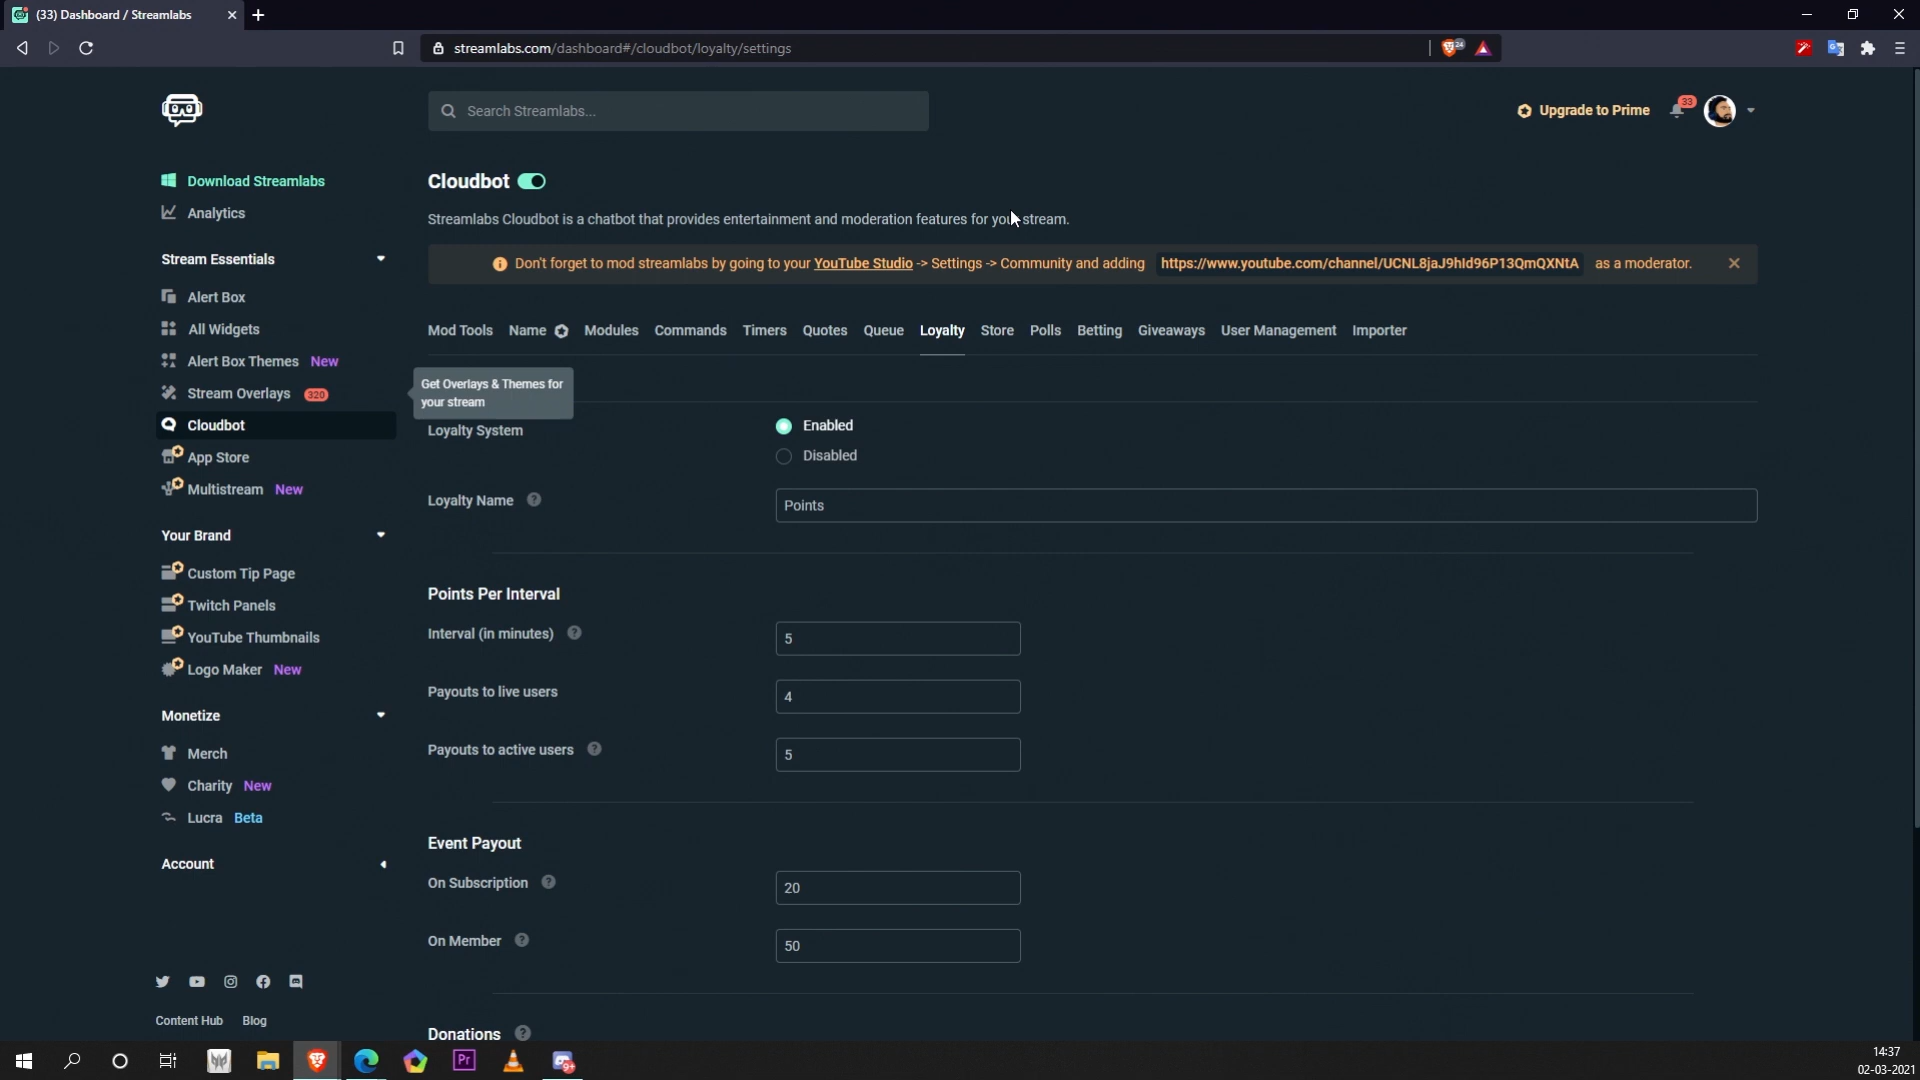 (33) Dashboard / Streamlabs
streamlabs.com/dashboard#/cloudbot/loyalty/settings
24
Search Streamlabs...
Upgrade to Prime
33
Download Streamlabs
Analytics
Stream Essentials
Alert Box
All Widgets
Alert Box Themes New
Stream Overlays 320
Cloudbot
App Store
Multistream New
Your Brand
Custom Tip Page
Twitch Panels
YouTube Thumbnails
Logo Maker New
Monetize
Merch
Charity New
Lucra Beta
Account
Content Hub Blog
Cloudbot
Streamlabs Cloudbot is a chatbot that provides entertainment and moderation features for your stream.
Don't forget to mod streamlabs by going to your YouTube Studio -> Settings -> Community and adding https://www.youtube.com/channel/UCNL8jaJ9hId96P13QmQXNtA as a moderator.
Mod Tools Name Modules Commands Timers Quotes Queue Loyalty Store Polls Betting Giveaways User Management Importer
Get Overlays & Themes for
your stream
Loyalty System
Enabled
Disabled
Loyalty Name
Points
Points Per Interval
Interval (in minutes)
5
Payouts to live users
4
Payouts to active users
5
Event Payout
On Subscription
20
On Member
50
Donations
Pr
9+
14:37
02-03-2021